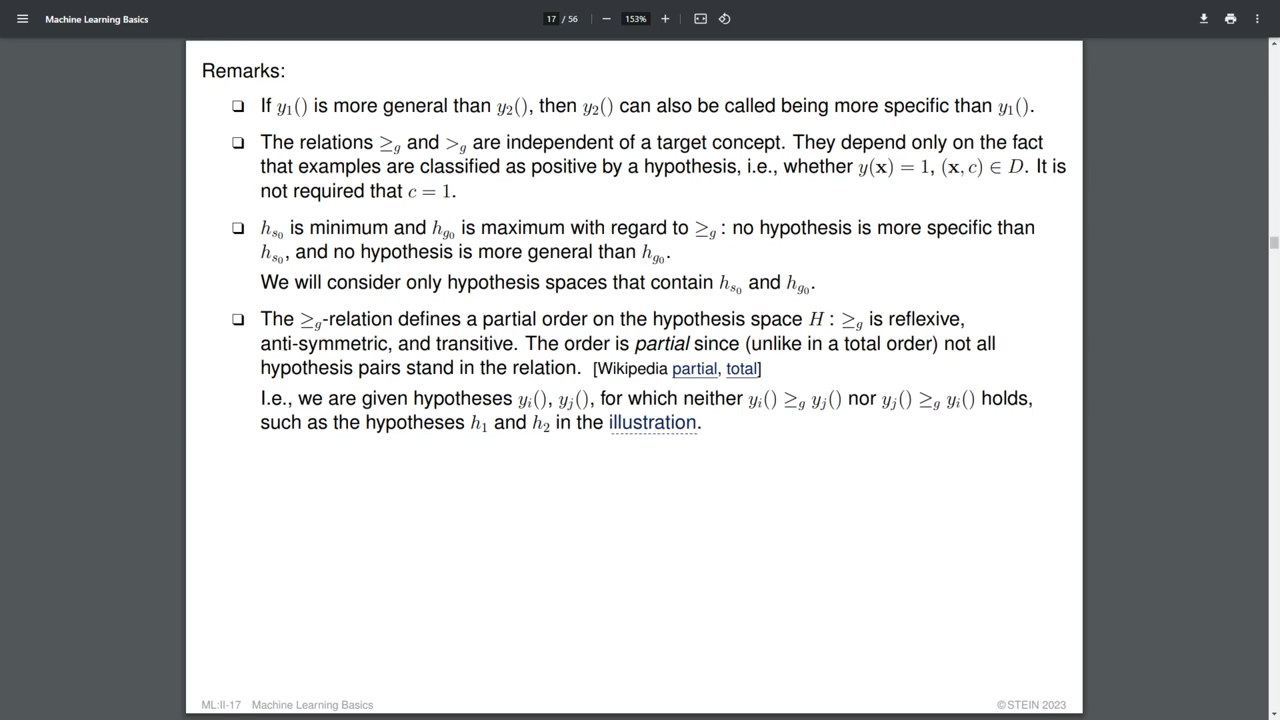 Machine Learning Basics
17 / 56
153%
Remarks:
❑ If y₁() is more general than y₂(), then y₂() can also be called being more specific than y₁().
❑ The relations ≥g and >g are independent of a target concept. They depend only on the fact
that examples are classified as positive by a hypothesis, i.e., whether y(x) = 1, (x, c) ∈ D. It is
not required that c = 1.
❑ hs₀ is minimum and hg₀ is maximum with regard to ≥g : no hypothesis is more specific than
hs₀, and no hypothesis is more general than hg₀.
We will consider only hypothesis spaces that contain hs₀ and hg₀.
❑ The ≥g-relation defines a partial order on the hypothesis space H : ≥g is reflexive,
anti-symmetric, and transitive. The order is partial since (unlike in a total order) not all
hypothesis pairs stand in the relation. [Wikipedia partial, total]
I.e., we are given hypotheses yᵢ(), yⱼ(), for which neither yᵢ() ≥g yⱼ() nor yⱼ() ≥g yᵢ() holds,
such as the hypotheses h₁ and h₂ in the illustration.
ML:II-17 Machine Learning Basics
©STEIN 2023